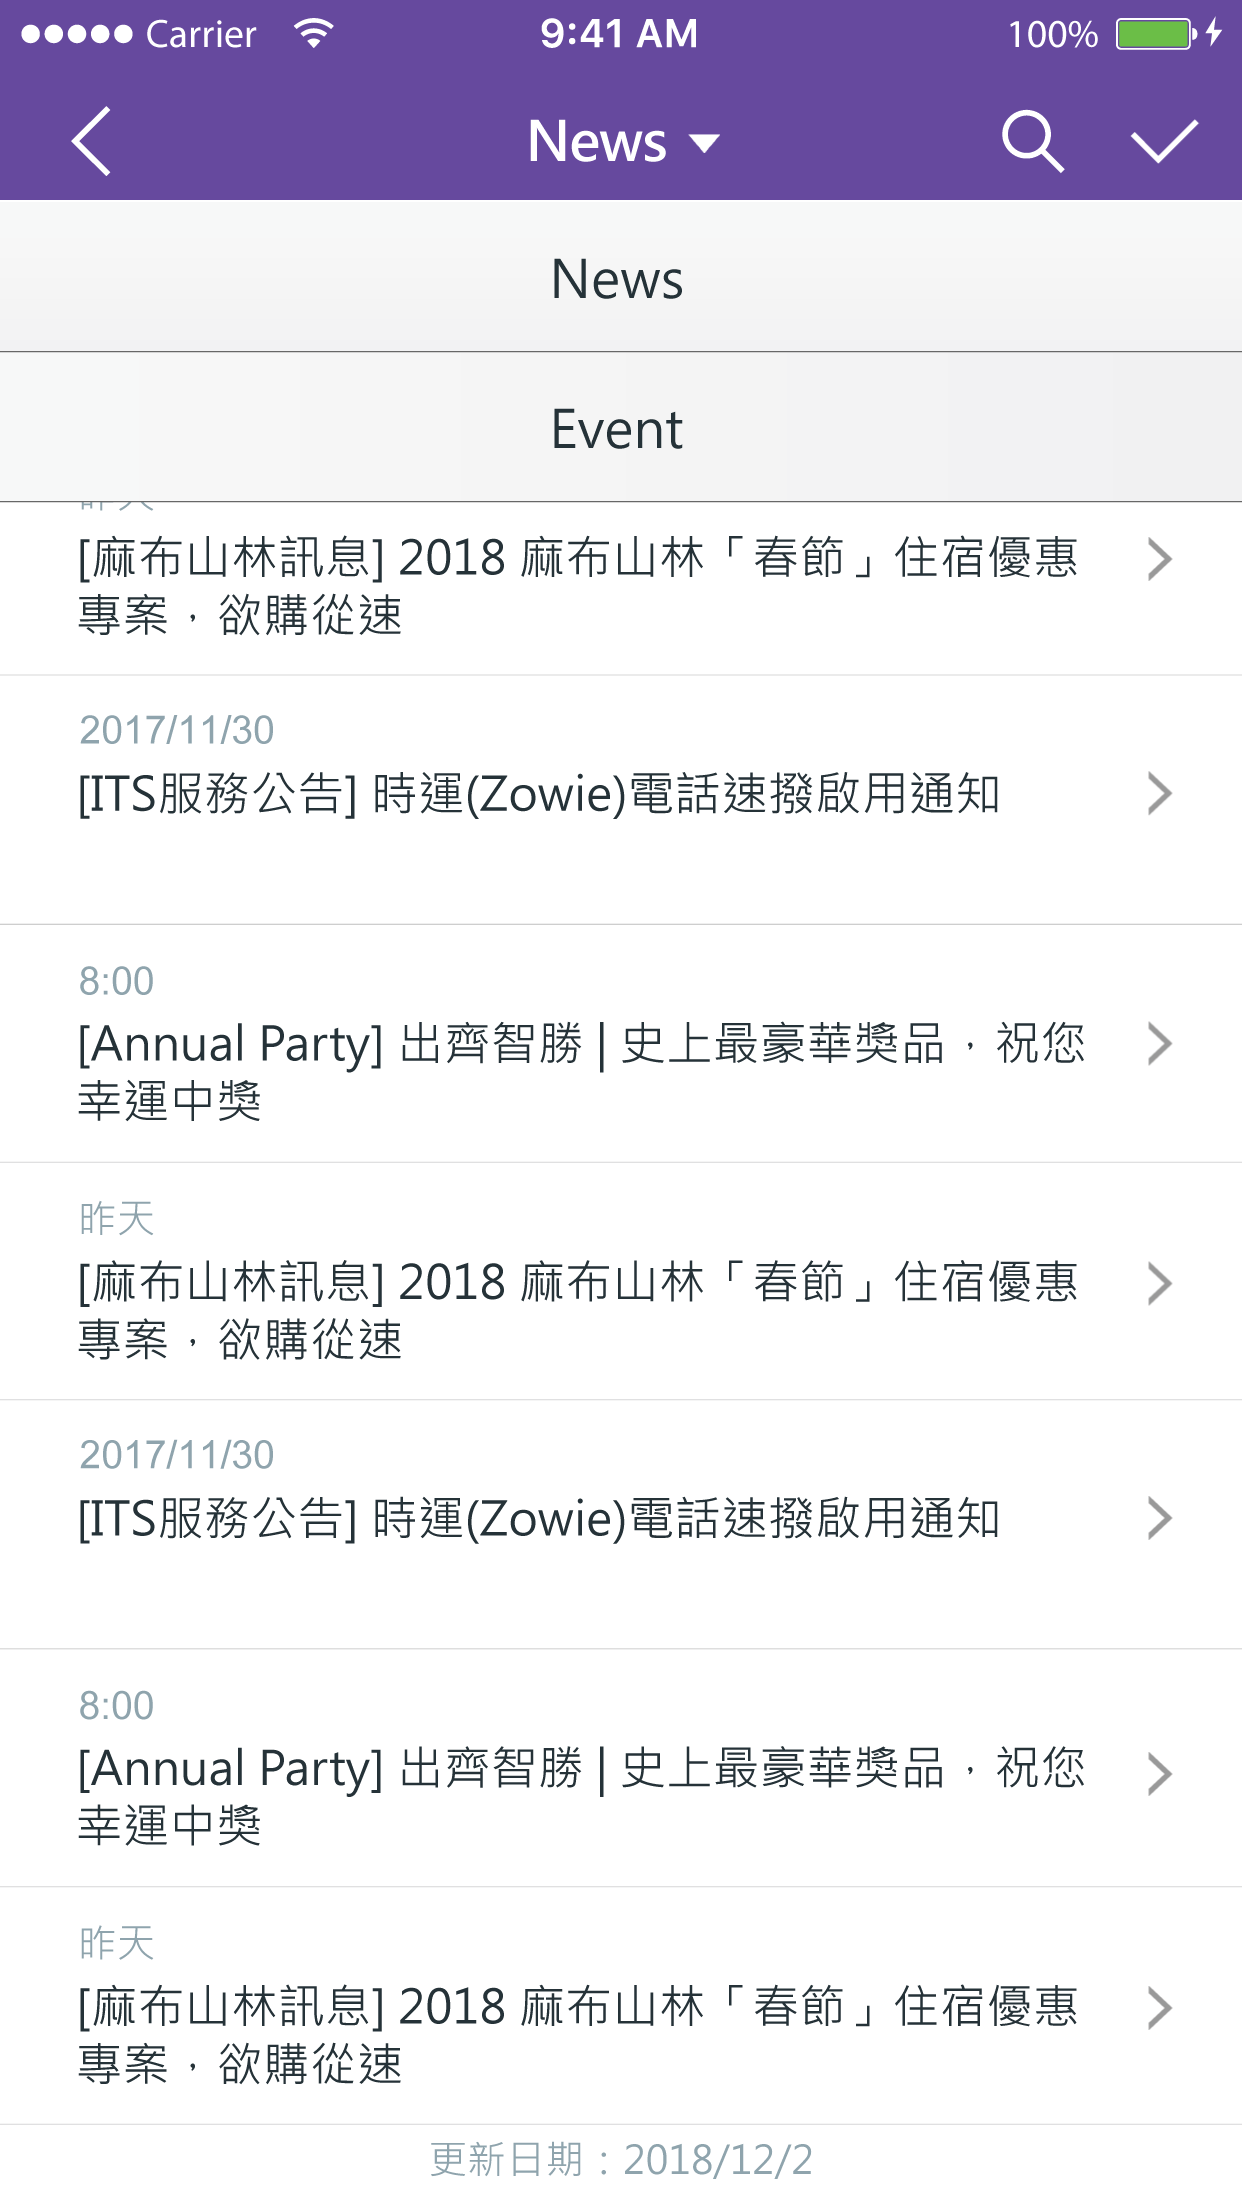 Carrier 9:41 AM 100%
News
News
Event
昨天
[麻布山林訊息] 2018 麻布山林「春節」住宿優惠
專案，欲購從速
2017/11/30
[ITS服務公告] 時運(Zowie)電話速撥啟用通知
8:00
[Annual Party] 出齊智勝 | 史上最豪華獎品，祝您
幸運中獎
昨天
[麻布山林訊息] 2018 麻布山林「春節」住宿優惠
專案，欲購從速
2017/11/30
[ITS服務公告] 時運(Zowie)電話速撥啟用通知
8:00
[Annual Party] 出齊智勝 | 史上最豪華獎品，祝您
幸運中獎
昨天
[麻布山林訊息] 2018 麻布山林「春節」住宿優惠
專案，欲購從速
更新日期：2018/12/2